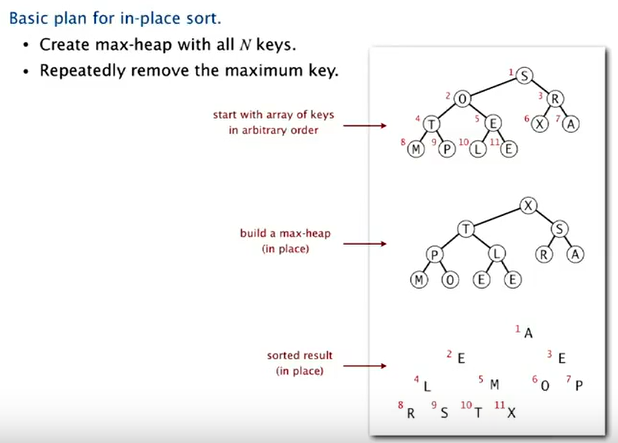 Basic plan for in-place sort.
• Create max-heap with all N keys.
• Repeatedly remove the maximum key.
start with array of keys
in arbitrary order
1 S
2 O 3 R
4 T 5 E 6 X 7 A
8 M 9 P 10 L 11 E
build a max-heap
(in place)
X
T S
P L R A
M O E E
sorted result
(in place)
1 A
2 E 3 E
4 L 5 M 6 O 7 P
8 R 9 S 10 T 11 X